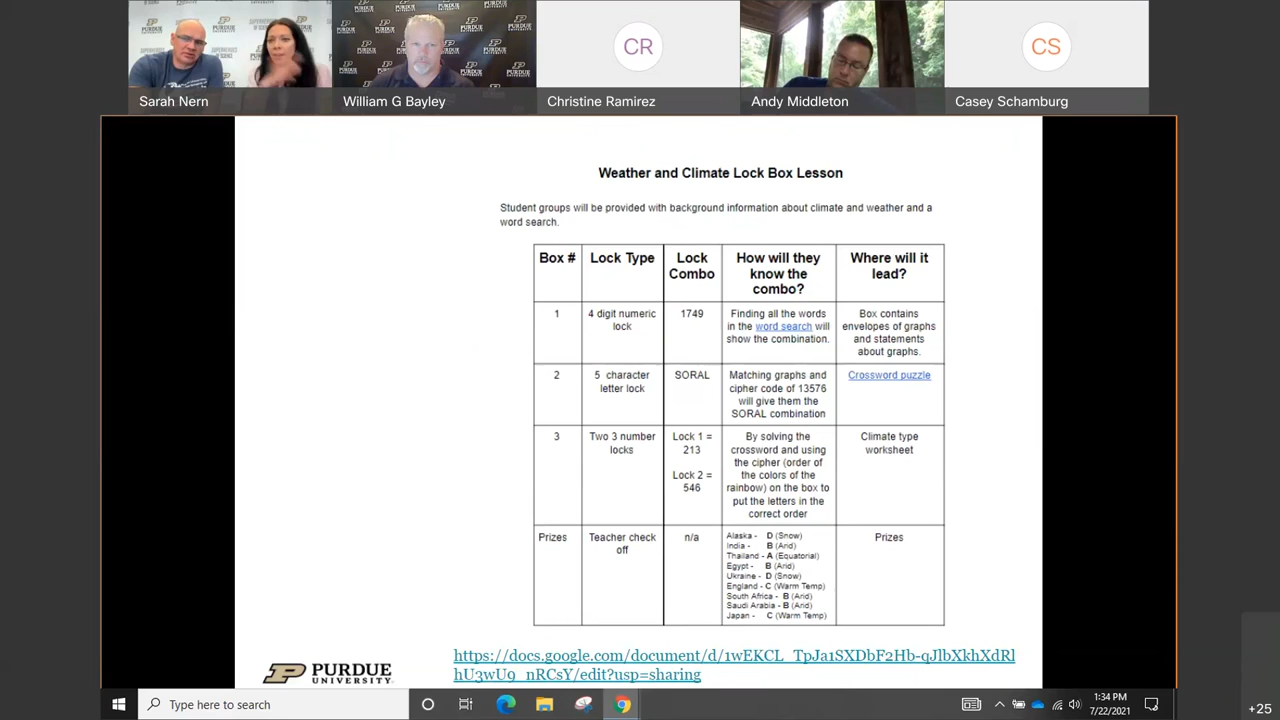 PURDUE
UNIVERSITY
Sarah Nern
William G Bayley
CR
Christine Ramirez
Andy Middleton
CS
Casey Schamburg
Weather and Climate Lock Box Lesson
Student groups will be provided with background information about climate and weather and a
word search.
Box #
Lock Type
Lock
Combo
How will they
know the
combo?
Where will it
lead?
1
4 digit numeric
lock
1749
Finding all the words
in the word search will
show the combination.
Box contains
envelopes of graphs
and statements
about graphs.
2
5 character
letter lock
SORAL
Matching graphs and
cipher code of 13576
will give them the
SORAL combination
Crossword puzzle
3
Two 3 number
locks
Lock 1 =
213
Lock 2 =
546
By solving the
crossword and using
the cipher (order of
the colors of the
rainbow) on the box to
put the letters in the
correct order
Climate type
worksheet
Prizes
Teacher check
off
n/a
Alaska - D (Snow)
India - B (Arid)
Thailand - A (Equatorial)
Egypt - B (Arid)
Ukraine - D (Snow)
England - C (Warm Temp)
South Africa - B (Arid)
Saudi Arabia - B (Arid)
Japan - C (Warm Temp)
Prizes
https://docs.google.com/document/d/1wEKCL_TpJa1SXDbF2Hb-qJlbXkhXdRl
hU3wU9_nRCsY/edit?usp=sharing
PURDUE
UNIVERSITY
Type here to search
1:34 PM
7/22/2021
+25